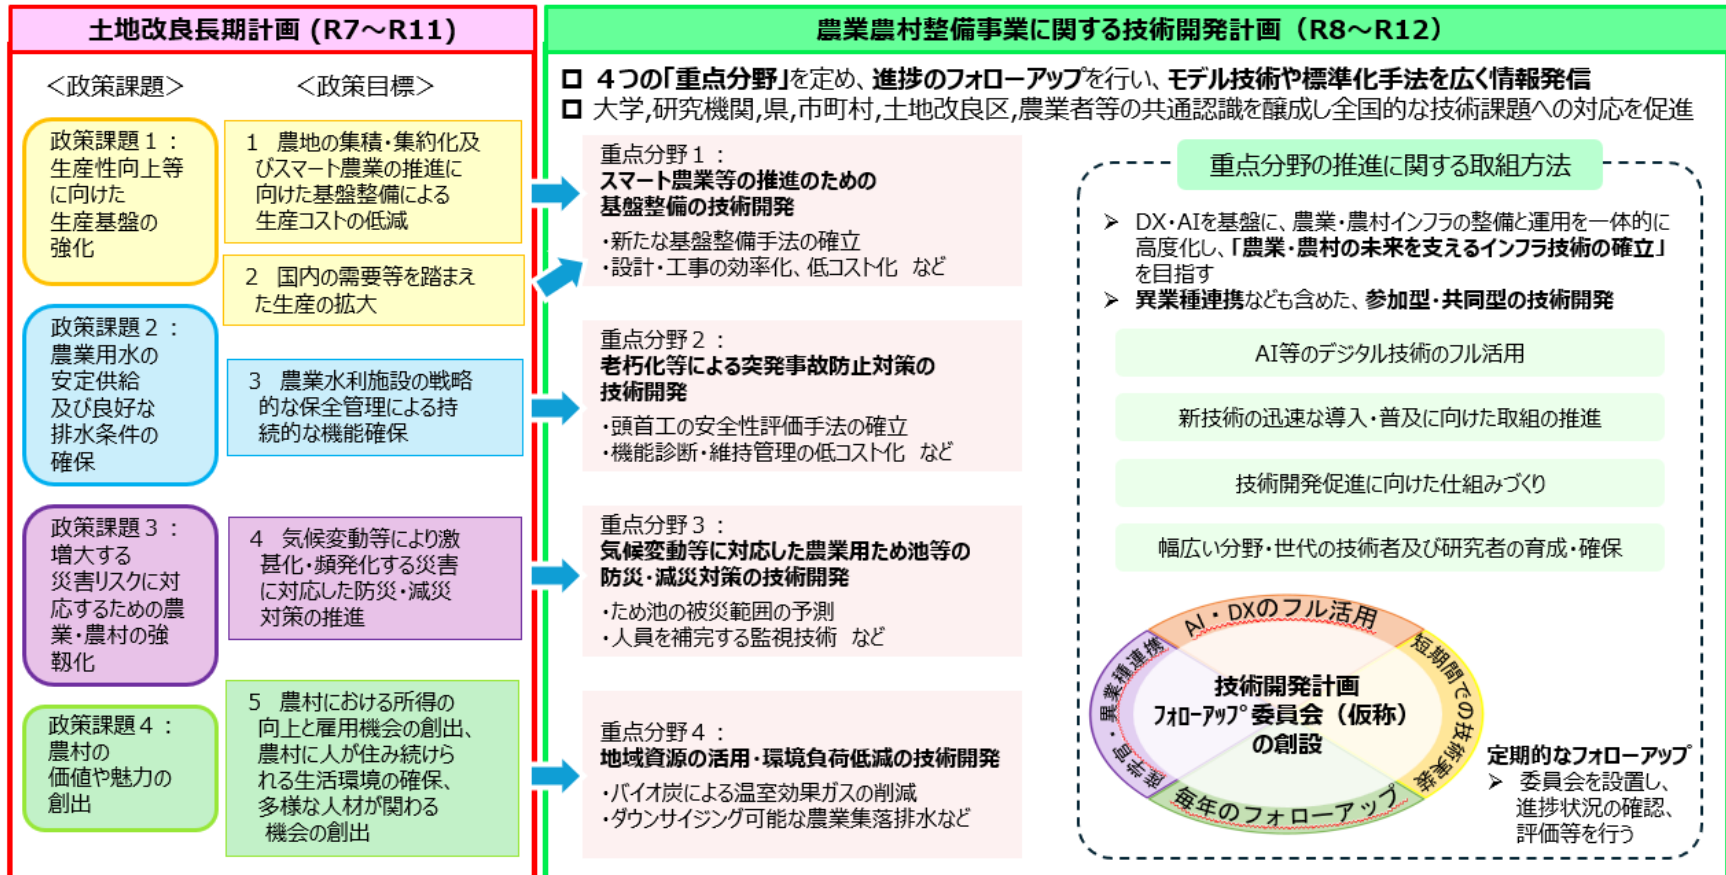 土地改良長期計画 (R7～R11)
＜政策課題＞
＜政策目標＞
政策課題１：
生産性向上等
に向けた
生産基盤の
強化
政策課題２：
農業用水の
安定供給
及び良好な
排水条件の
確保
政策課題３：
増大する
災害リスクに対
応するための農
業・農村の強
靱化
政策課題４：
農村の
価値や魅力の
創出
１　農地の集積・集約化及
びスマート農業の推進に
向けた基盤整備による
生産コストの低減
２　国内の需要等を踏まえ
た生産の拡大
３　農業水利施設の戦略
的な保全管理による持
続的な機能確保
４　気候変動等により激
甚化・頻発化する災害
に対応した防災・減災
対策の推進
５　農村における所得の
向上と雇用機会の創出、
農村に人が住み続けら
れる生活環境の確保、
多様な人材が関わる
機会の創出
農業農村整備事業に関する技術開発計画（R8～R12）
４つの「重点分野」を定め、進捗のフォローアップを行い、モデル技術や標準化手法を広く情報発信
大学,研究機関,県,市町村,土地改良区,農業者等の共通認識を醸成し全国的な技術課題への対応を促進
重点分野１：
スマート農業等の推進のための
基盤整備の技術開発
・新たな基盤整備手法の確立
・設計・工事の効率化、低コスト化　など
重点分野２：
老朽化等による突発事故防止対策の
技術開発
・頭首工の安全性評価手法の確立
・機能診断・維持管理の低コスト化　など
重点分野３：
気候変動等に対応した農業用ため池等の
防災・減災対策の技術開発
・ため池の被災範囲の予測
・人員を補完する監視技術　など
重点分野４：
地域資源の活用・環境負荷低減の技術開発
・バイオ炭による温室効果ガスの削減
・ダウンサイジング可能な農業集落排水など
重点分野の推進に関する取組方法
DX・AIを基盤に、農業・農村インフラの整備と運用を一体的に
高度化し、「農業・農村の未来を支えるインフラ技術の確立」
を目指す
異業種連携なども含めた、参加型・共同型の技術開発
AI等のデジタル技術のフル活用
新技術の迅速な導入・普及に向けた取組の推進
技術開発促進に向けた仕組みづくり
幅広い分野・世代の技術者及び研究者の育成・確保
AI・DXのフル活用
短期間での技術実装
毎年のフォローアップ
産学官・異業種連携
技術開発計画
ﾌｫﾛｰｱｯﾌﾟ委員会（仮称）
の創設
定期的なフォローアップ
委員会を設置し、
進捗状況の確認、
評価等を行う